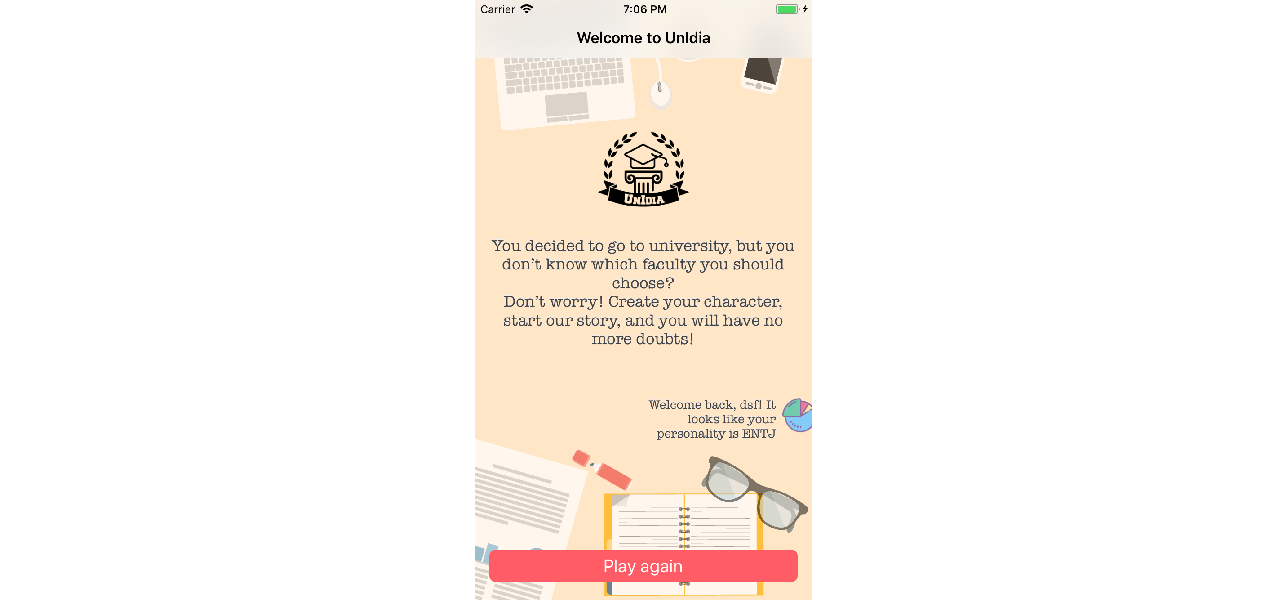 Carrier 7:06 PM
Welcome to UnIdia
UNIDIA
You decided to go to university, but you
don't know which faculty you should
choose?
Don't worry! Create your character,
start our story, and you will have no
more doubts!
Welcome back, dsf! It
looks like your
personality is ENTJ
Play again